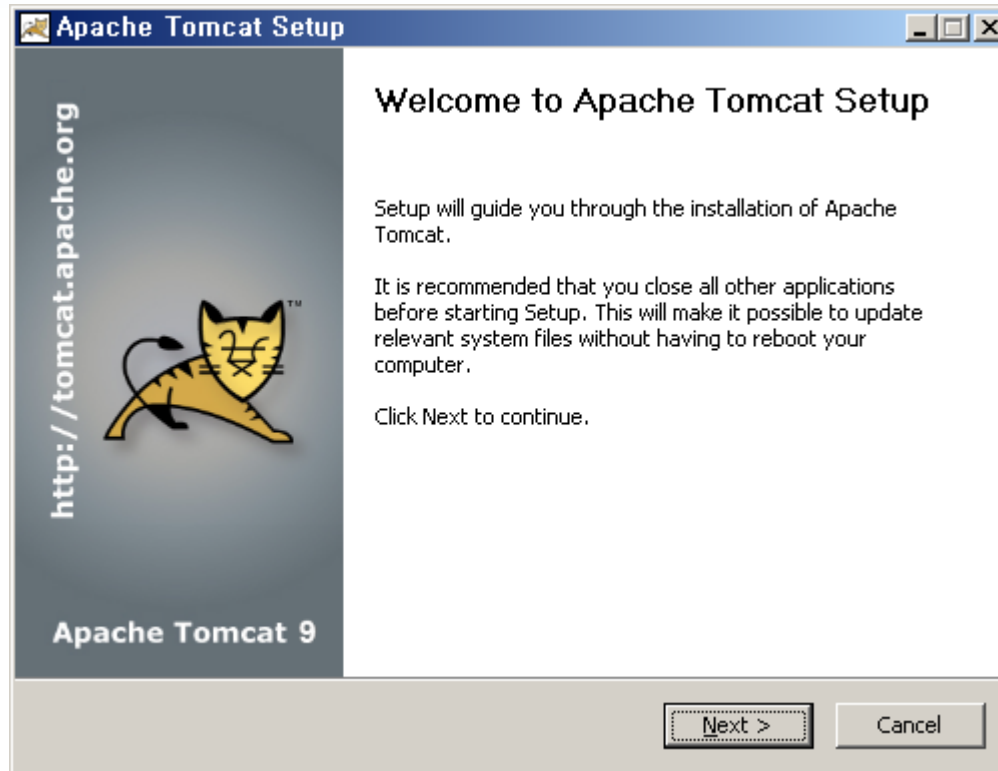 Apache Tomcat Setup
http://tomcat.apache.org
TM
Apache Tomcat 9
Welcome to Apache Tomcat Setup
Setup will guide you through the installation of Apache
Tomcat.
It is recommended that you close all other applications
before starting Setup. This will make it possible to update
relevant system files without having to reboot your
computer.
Click Next to continue.
Next >
Cancel